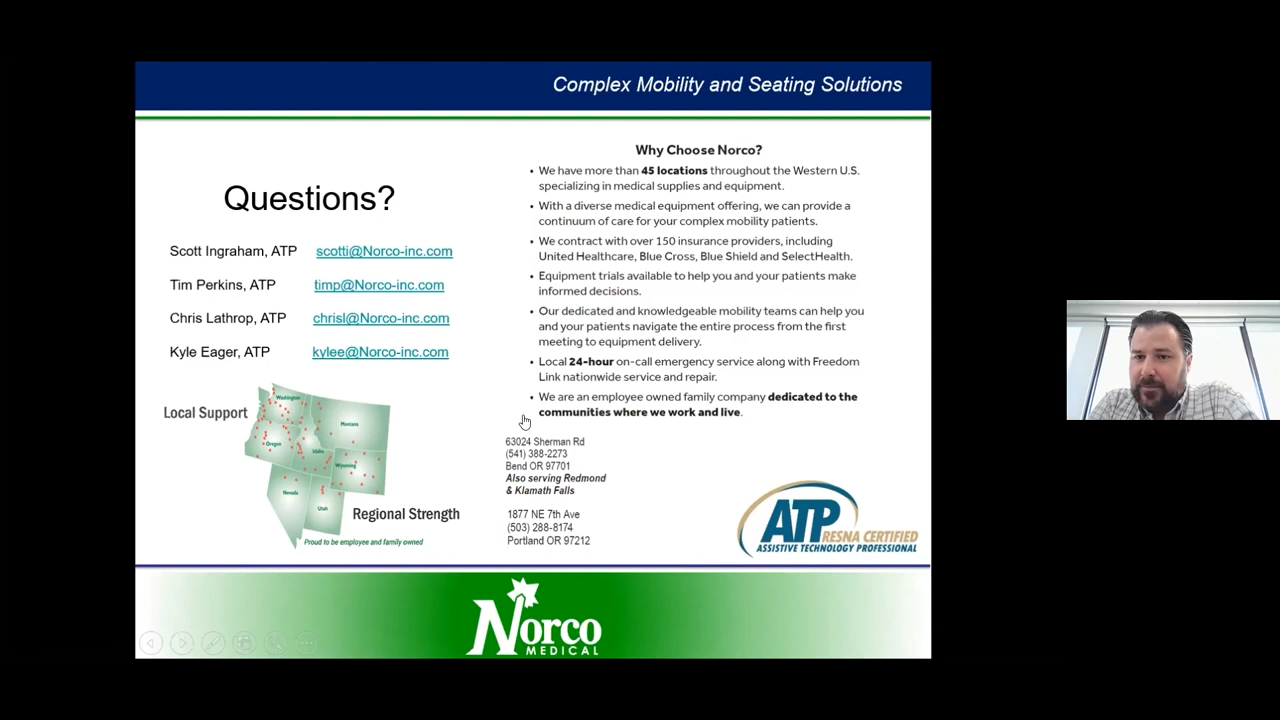 Complex Mobility and Seating Solutions
Questions?
Scott Ingraham, ATP scotti@Norco-inc.com
Tim Perkins, ATP timp@Norco-inc.com
Chris Lathrop, ATP chrisl@Norco-inc.com
Kyle Eager, ATP kylee@Norco-inc.com
Local Support
Washington
Montana
Oregon
Idaho
Wyoming
Nevada
Utah
Regional Strength
Proud to be employee and family owned
Why Choose Norco?
• We have more than 45 locations throughout the Western U.S.
specializing in medical supplies and equipment.
• With a diverse medical equipment offering, we can provide a
continuum of care for your complex mobility patients.
• We contract with over 150 insurance providers, including
United Healthcare, Blue Cross, Blue Shield and SelectHealth.
• Equipment trials available to help you and your patients make
informed decisions.
• Our dedicated and knowledgeable mobility teams can help you
and your patients navigate the entire process from the first
meeting to equipment delivery.
• Local 24-hour on-call emergency service along with Freedom
Link nationwide service and repair.
• We are an employee owned family company dedicated to the
communities where we work and live.
63024 Sherman Rd
(541) 388-2273
Bend OR 97701
Also serving Redmond
& Klamath Falls
1877 NE 7th Ave
(503) 288-8174
Portland OR 97212
ATP
RESNA CERTIFIED
ASSISTIVE TECHNOLOGY PROFESSIONAL
Norco
MEDICAL